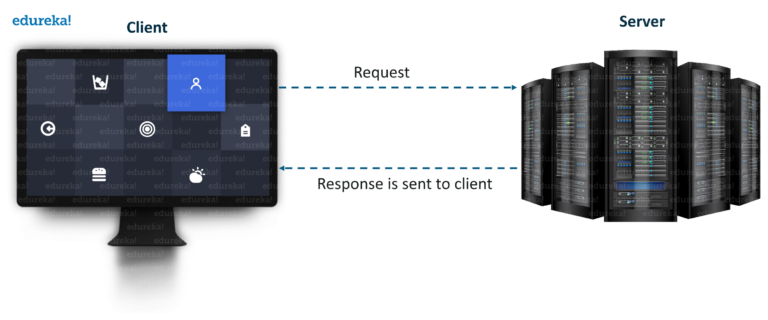 edureka!
Client
Server
Request
Response is sent to client